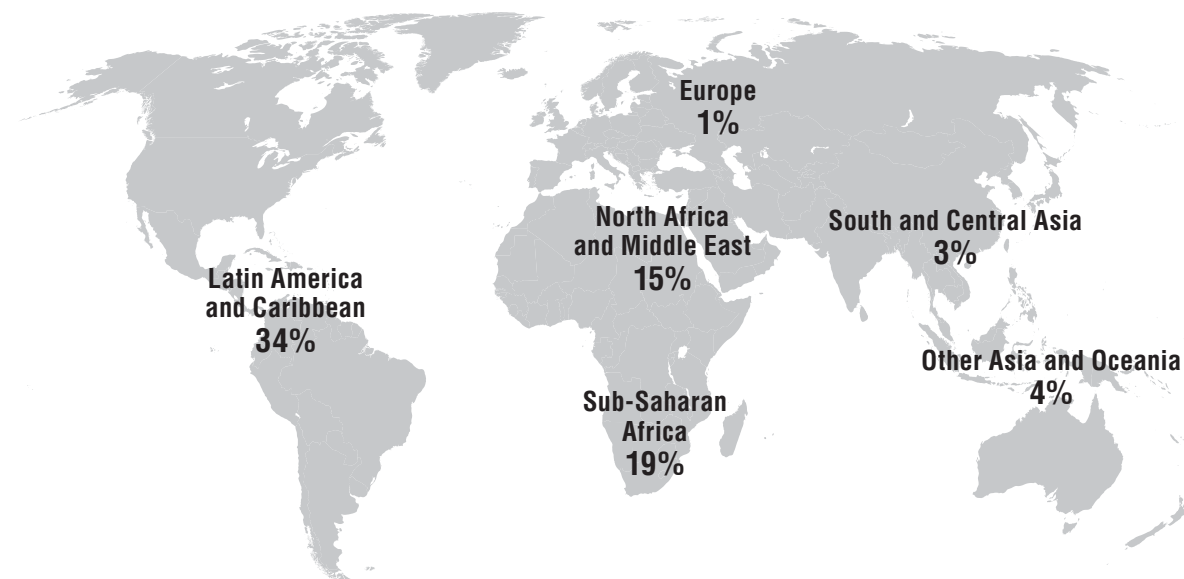 Europe
1%
North Africa
and Middle East
15%
South and Central Asia
3%
Latin America
and Caribbean
34%
Other Asia and Oceania
4%
Sub-Saharan
Africa
19%